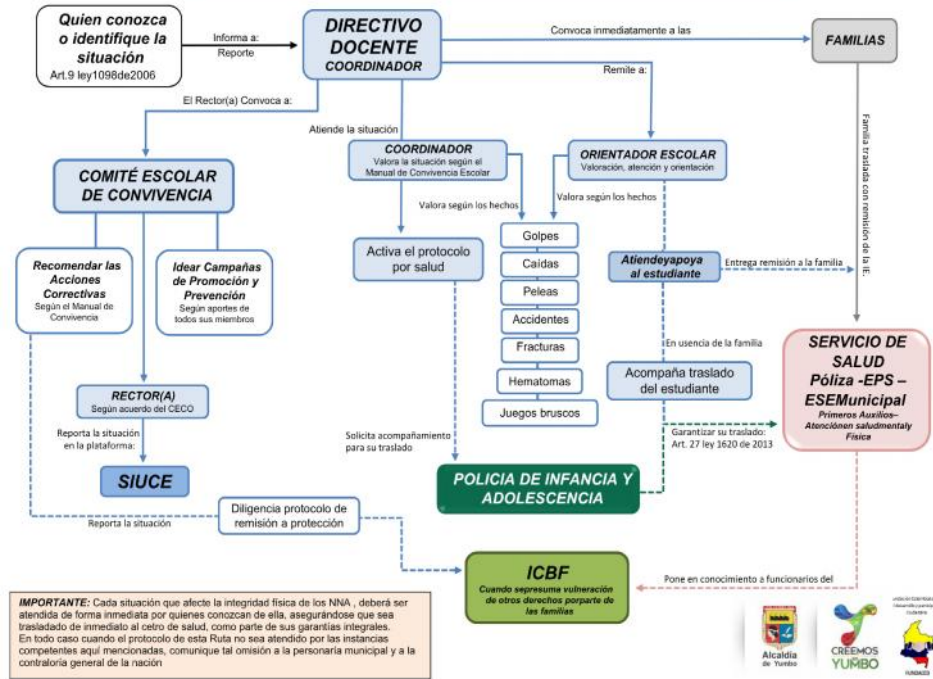 Quien conozca
o identifique la
situación
Art.9 ley1098de2006
Informa a:
Reporte
DIRECTIVO
DOCENTE
COORDINADOR
Convoca inmediatamente a las
FAMILIAS
El Rector(a) Convoca a:
Atiende la situación
Remite a:
COMITÉ ESCOLAR
DE CONVIVENCIA
COORDINADOR
Valora la situación según el
Manual de Convivencia Escolar
ORIENTADOR ESCOLAR
Valoración, atención y orientación
Familia traslada con remisión de la IE.
Valora según los hechos
Valora según los hechos
Recomendar las
Acciones
Correctivas
Según el Manual de
Convivencia
Idear Campañas
de Promoción y
Prevención
Según aportes de
todos sus miembros
Activa el protocolo
por salud
Golpes
Caídas
Peleas
Accidentes
Fracturas
Hematomas
Juegos bruscos
Atiendeyapoya
al estudiante
Entrega remisión a la familia
En usencia de la familia
Acompaña traslado
del estudiante
SERVICIO DE
SALUD
Póliza -EPS –
ESEMunicipal
Primeros Auxilios–
Atenciónen saludmentaly
Física
RECTOR(A)
Según acuerdo del CECO
Reporta la situación
en la plataforma:
SIUCE
Solicita acompañamiento
para su traslado
Garantizar su traslado:
Art. 27 ley 1620 de 2013
POLICIA DE INFANCIA Y
ADOLESCENCIA
Reporta la situación
Diligencia protocolo de
remisión a protección
ICBF
Cuando sepresuma vulneración
de otros derechos porparte de
las familias
Pone en conocimiento a funcionarios del
IMPORTANTE: Cada situación que afecte la integridad física de los NNA , deberá ser
atendida de forma inmediata por quienes conozcan de ella, asegurándose que sea
trasladado de inmediato al cetro de salud, como parte de sus garantías integrales.
En todo caso cuando el protocolo de esta Ruta no sea atendido por las instancias
competentes aquí mencionadas, comunique tal omisión a la personaría municipal y a la
contraloría general de la nación
Alcaldía
de Yumbo
CREEMOS
YUMBO